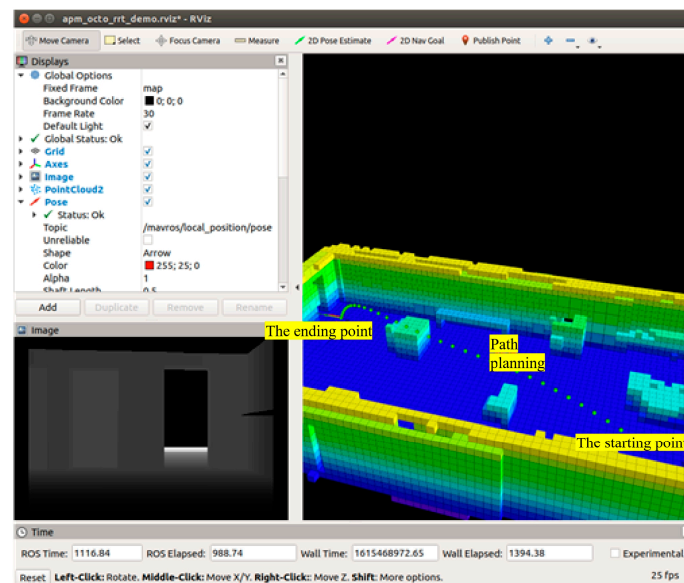 apm_octo_rrt_demo.rviz* - RViz
Move Camera Select Focus Camera Measure 2D Pose Estimate 2D Nav Goal Publish Point
Displays
Global Options
Fixed Frame map
Background Color 0; 0; 0
Frame Rate 30
Default Light
Global Status: Ok
Grid
Axes
Image
PointCloud2
Pose
Status: Ok
Topic /mavros/local_position/pose
Unreliable
Shape Arrow
Color 255; 25; 0
Alpha 1
Shaft Length 0.5
Add Duplicate Remove Rename
Image
The ending point
Path
planning
The starting point
Time
ROS Time: 1116.84 ROS Elapsed: 988.74 Wall Time: 1615468972.65 Wall Elapsed: 1394.38 Experimental
Reset Left-Click: Rotate. Middle-Click: Move X/Y. Right-Click: Move Z. Shift: More options. 25 fps